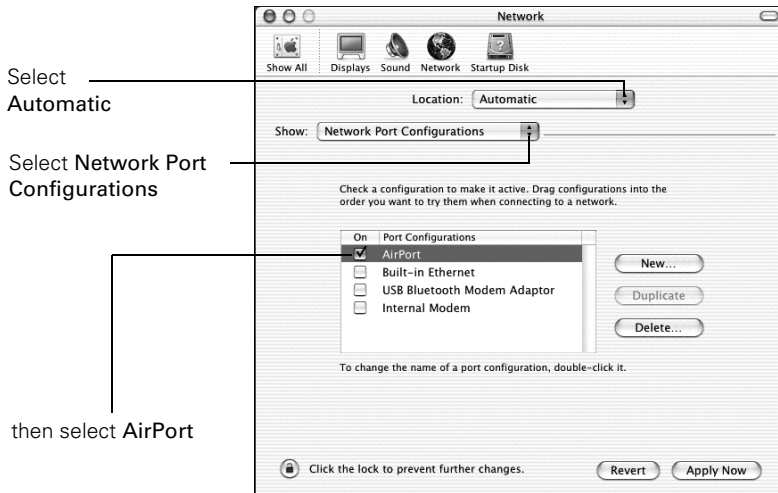 Network
Show All Displays Sound Network Startup Disk
Select
Automatic
Location: Automatic
Show: Network Port Configurations
Select Network Port
Configurations
Check a configuration to make it active. Drag configurations into the
order you want to try them when connecting to a network.
On Port Configurations
AirPort
Built-in Ethernet
USB Bluetooth Modem Adaptor
Internal Modem
New...
Duplicate
Delete...
To change the name of a port configuration, double-click it.
then select AirPort
Click the lock to prevent further changes.
Revert Apply Now